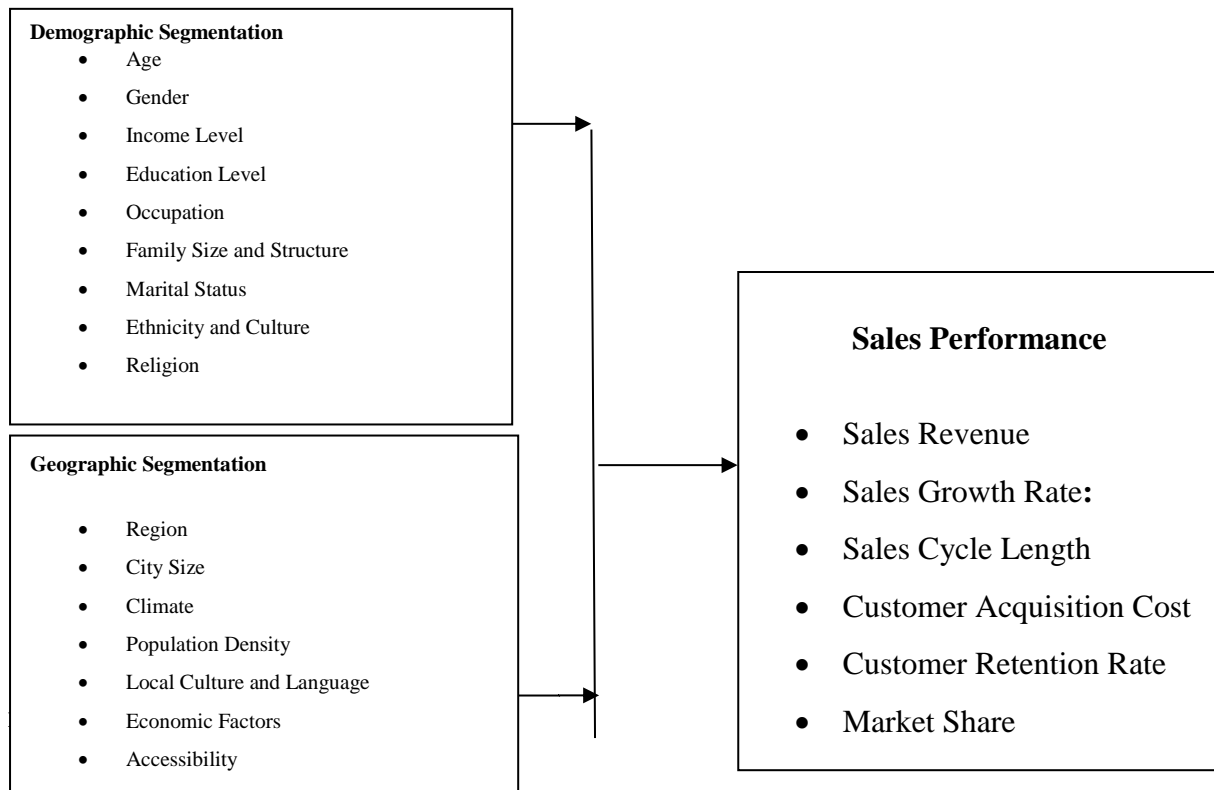 Demographic Segmentation
• Age
• Gender
• Income Level
• Education Level
• Occupation
• Family Size and Structure
• Marital Status
• Ethnicity and Culture
• Religion
Geographic Segmentation
• Region
• City Size
• Climate
• Population Density
• Local Culture and Language
• Economic Factors
• Accessibility
Sales Performance
• Sales Revenue
• Sales Growth Rate:
• Sales Cycle Length
• Customer Acquisition Cost
• Customer Retention Rate
• Market Share